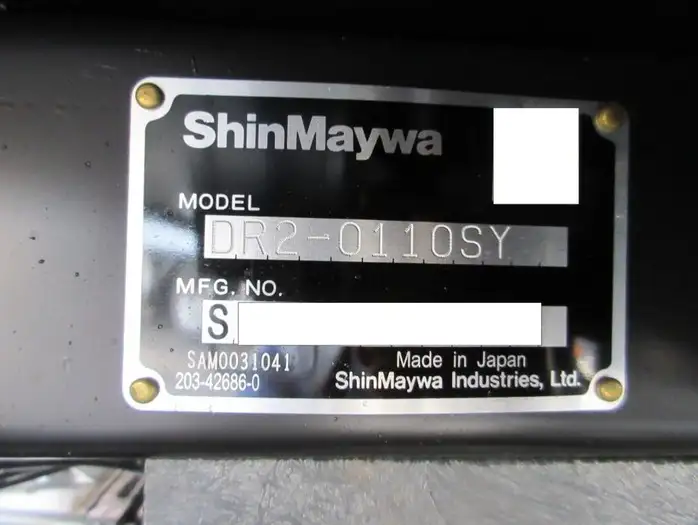 ShinMaywa
MODEL
DR2-0110SY
MFG. NO.
S
SAM0031041
203-42686-0
Made in Japan
ShinMaywa Industries, Ltd.